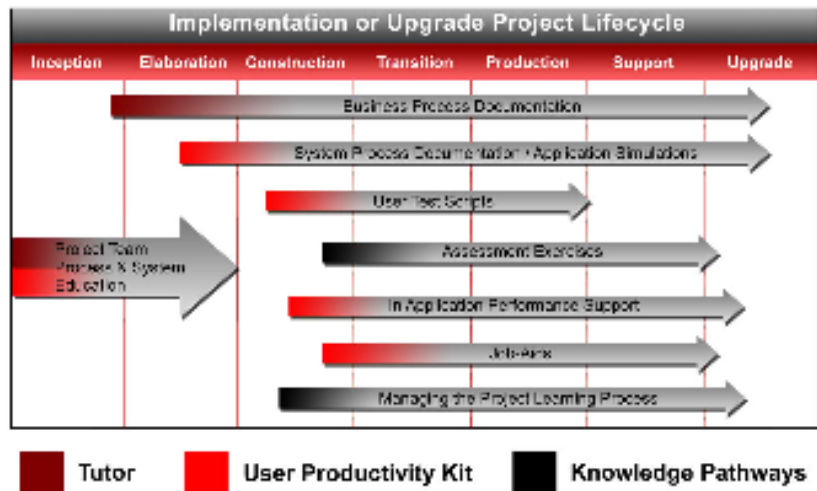 Implementation or Upgrade Project Lifecycle
Inception Elaboration Construction Transition Production Support Upgrade
Business Process Documentation
System Process Documentation / Application Simulations
User Test Scripts
Project Team
Process & System
Education
Assessment Exercises
In Application Performance Support
Job-Aids
Managing the Project Learning Process
Tutor User Productivity Kit Knowledge Pathways